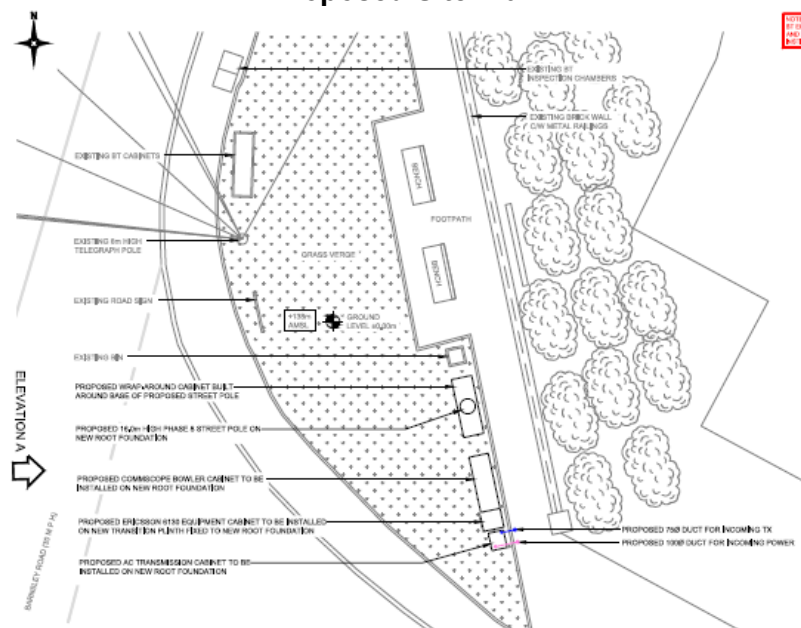 N
EXISTING BT
INSPECTION CHAMBERS
EXISTING BRICK WALL
C/W METAL RAILINGS
EXISTING BT CABINETS
BENCH
FOOTPATH
EXISTING 8m HIGH
TELEGRAPH POLE
GRASS VERGE
BENCH
EXISTING ROAD SIGN
+138m
AMSL
GROUND
LEVEL ±0.00m
EXISTING BIN
PROPOSED WRAP-AROUND CABINET BUILT
AROUND BASE OF PROPOSED STREET POLE
ELEVATION A
PROPOSED 16.0m HIGH PHASE 8 STREET POLE ON
NEW ROOT FOUNDATION
PROPOSED COMMSCOPE BOWLER CABINET TO BE
INSTALLED ON NEW ROOT FOUNDATION
PROPOSED ERICSSON 6130 EQUIPMENT CABINET TO BE INSTALLED
ON NEW TRANSITION PLINTH FIXED TO NEW ROOT FOUNDATION
PROPOSED 75Ø DUCT FOR INCOMING TX
PROPOSED 100Ø DUCT FOR INCOMING POWER
PROPOSED AC TRANSMISSION CABINET TO BE
INSTALLED ON NEW ROOT FOUNDATION
BARNSLEY ROAD (30 M P H)